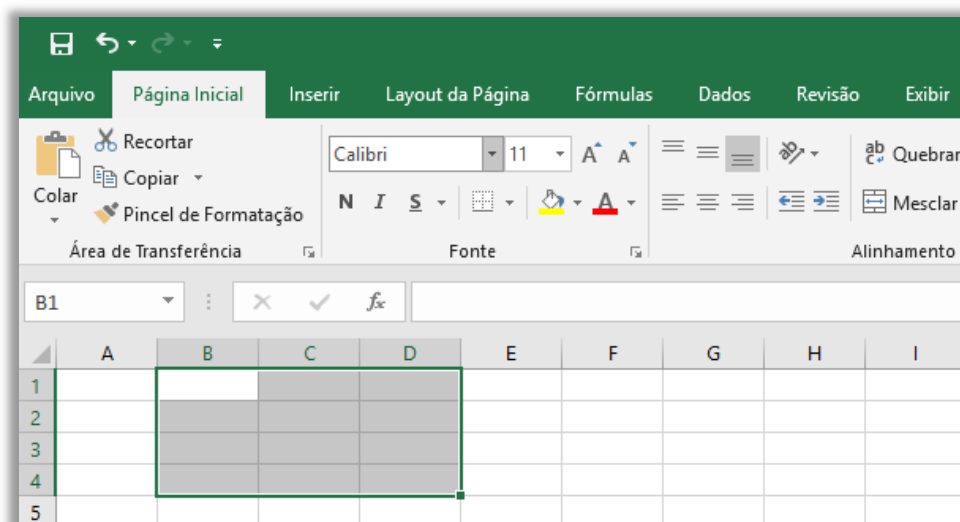 Arquivo Página Inicial Inserir Layout da Página Fórmulas Dados Revisão Exibir
Recortar
Copiar
Pincel de Formatação
Colar
Calibri 11 A A
N I S A
ab Quebrar
Mesclar
Área de Transferência Fonte Alinhamento
B1 fx
A B C D E F G H I
1
2
3
4
5